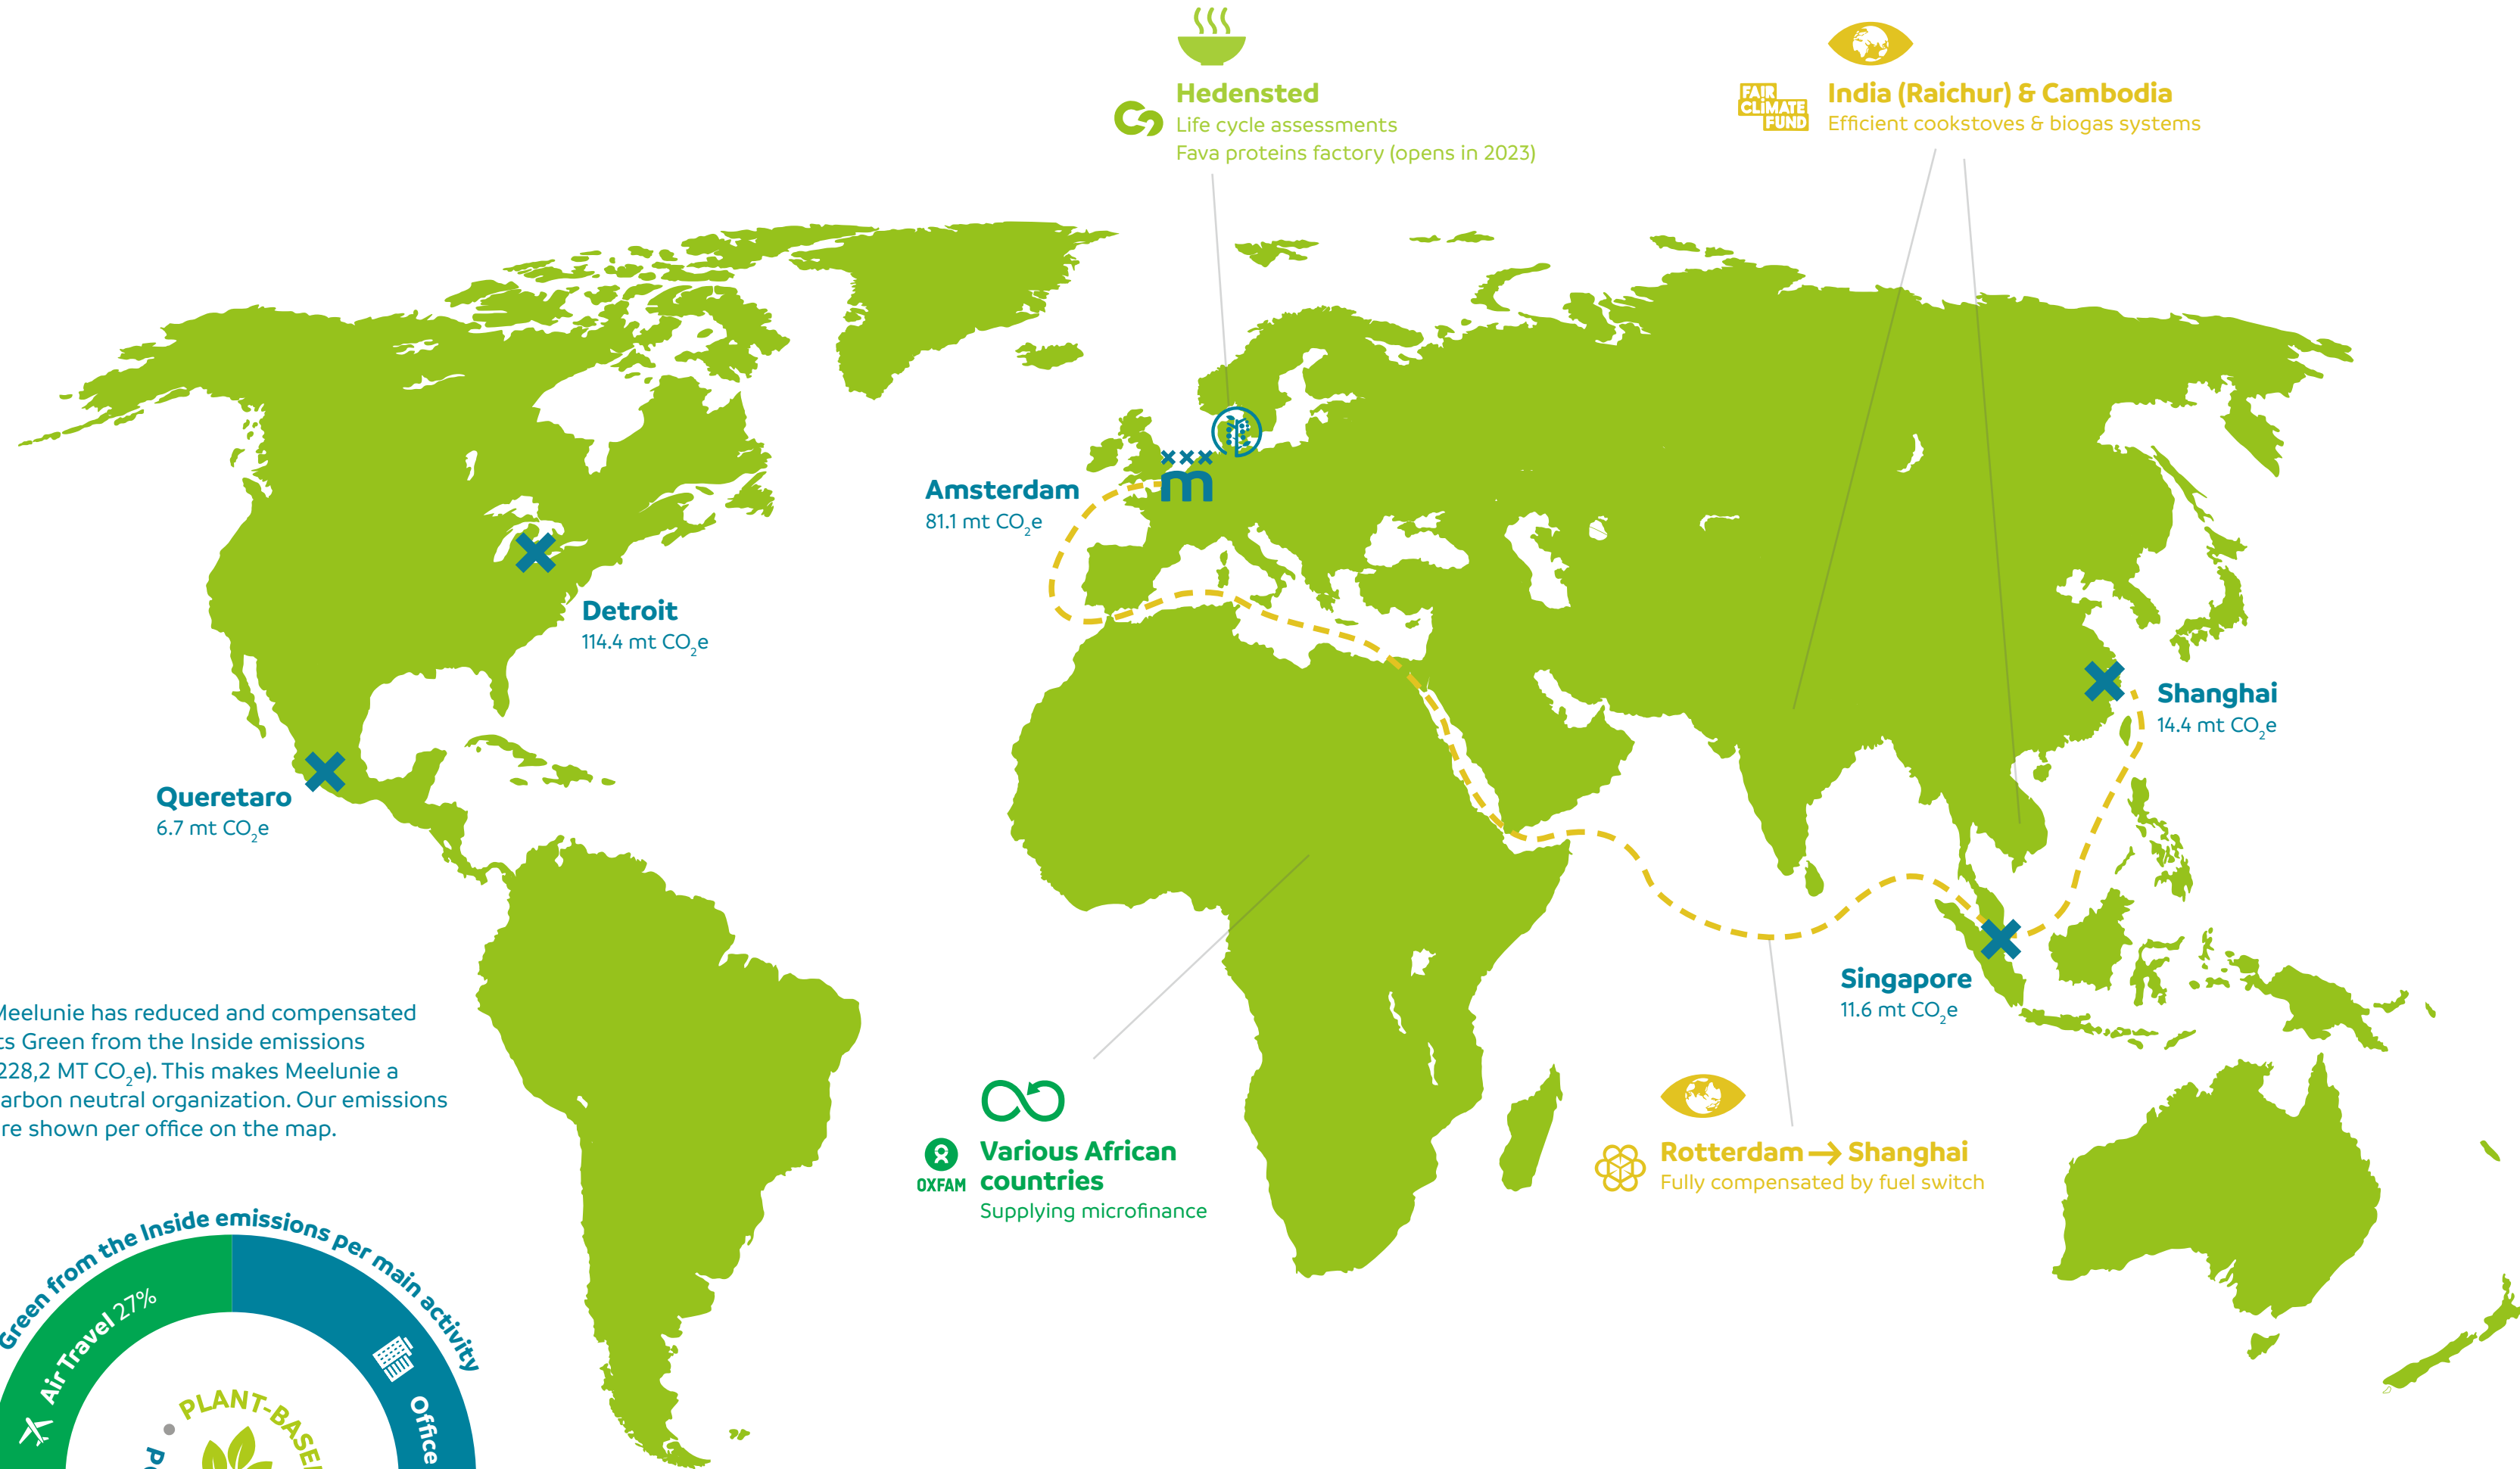 Hedensted
Life cycle assessments
Fava proteins factory (opens in 2023)
FAIR
CLIMATE
FUND
India (Raichur) & Cambodia
Efficient cookstoves & biogas systems
m
Amsterdam
81.1 mt CO₂e
Detroit
114.4 mt CO₂e
Shanghai
14.4 mt CO₂e
Queretaro
6.7 mt CO₂e
Singapore
11.6 mt CO₂e
Meelunie has reduced and compensated
ts Green from the Inside emissions
228,2 MT CO₂e). This makes Meelunie a
arbon neutral organization. Our emissions
re shown per office on the map.
OXFAM
Various African
countries
Supplying microfinance
Rotterdam → Shanghai
Fully compensated by fuel switch
Green from the Inside emissions per main activity
Air Travel 27%
Office
PLANT-BASE